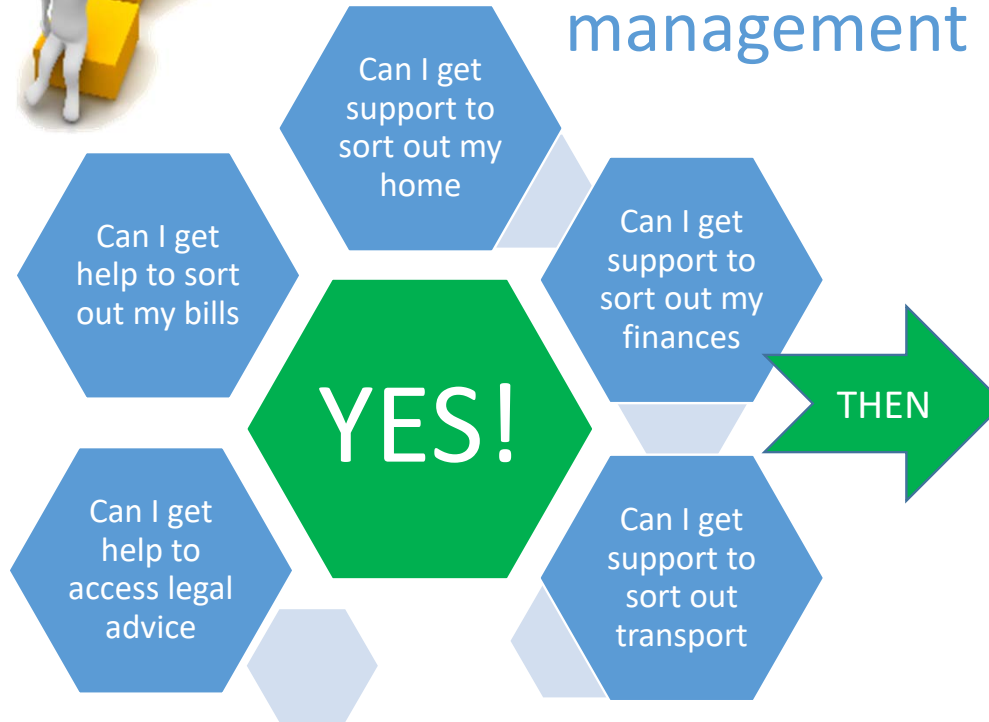 management
Can I get
support to
sort out my
home
Can I get
support to
sort out my
finances
Can I get
help to sort
out my bills
YES!
THEN
Can I get
help to
access legal
advice
Can I get
support to
sort out
transport